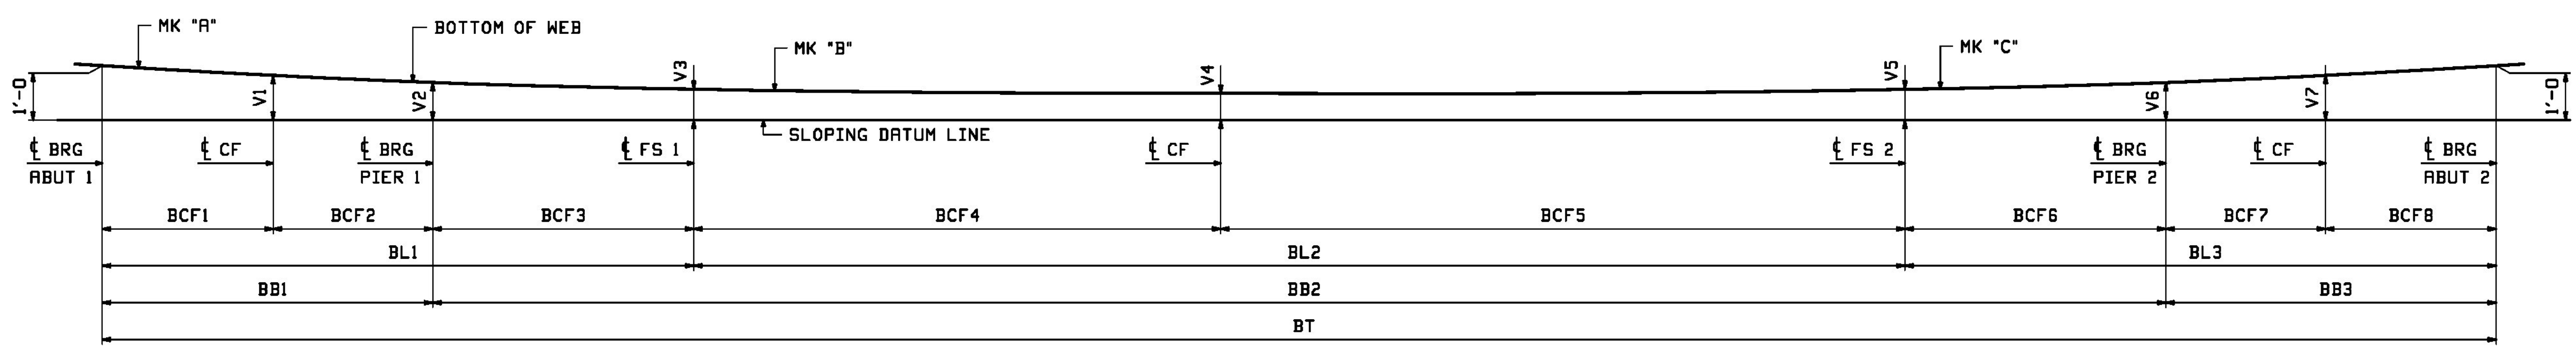 MK "A"
BOTTOM OF WEB
MK "B"
MK "C"
1'-0
V1
V2
V3
V4
V5
V6
V7
1'-0
SLOPING DATUM LINE
℄ BRG
ABUT 1
℄ CF
℄ BRG
PIER 1
℄ FS 1
℄ CF
℄ FS 2
℄ BRG
PIER 2
℄ CF
℄ BRG
ABUT 2
BCF1
BCF2
BCF3
BCF4
BCF5
BCF6
BCF7
BCF8
BL1
BL2
BL3
BB1
BB2
BB3
BT